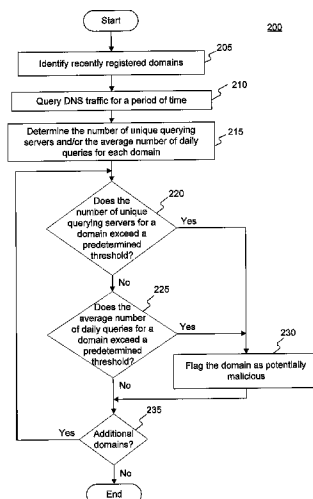 Start
200
205
Identify recently registered domains
210
Query DNS traffic for a period of time
215
Determine the number of unique querying
servers and/or the average number of daily
queries for each domain
220
Does the
number of unique
querying servers for a
domain exceed a
predetermined
threshold?
Yes
No
225
Does the
average number
of daily queries for a
domain exceed a
predetermined
threshold?
Yes
230
Flag the domain as potentially
malicious
No
235
Yes
Additional
domains?
No
End